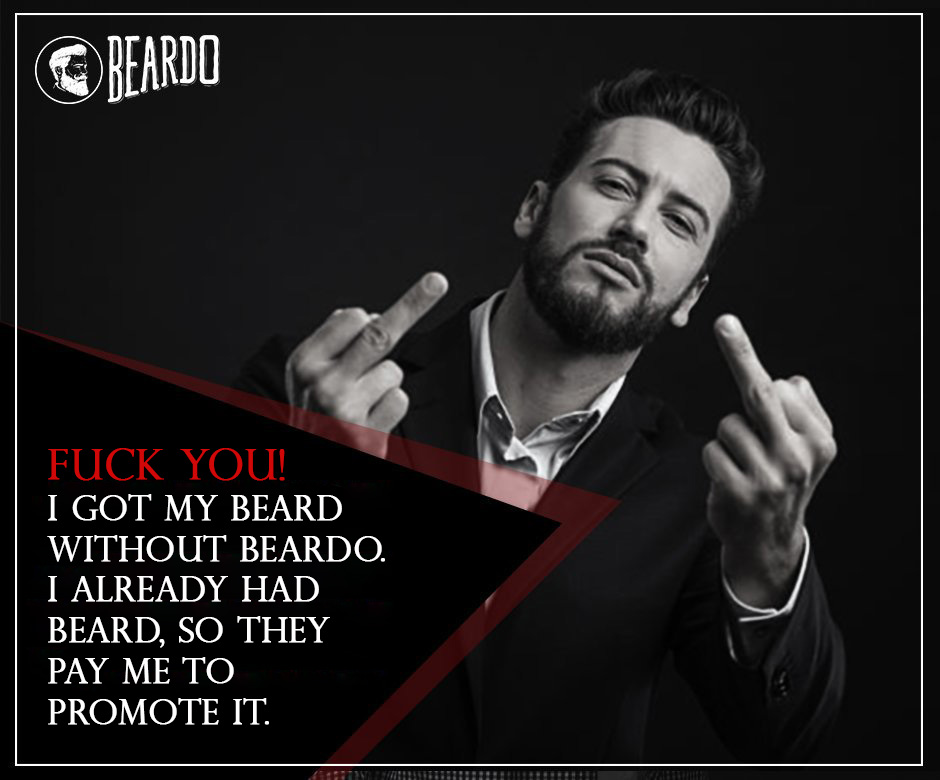 BEARDO
FUCK YOU!
I GOT MY BEARD
WITHOUT BEARDO.
I ALREADY HAD
BEARD, SO THEY
PAY ME TO
PROMOTE IT.